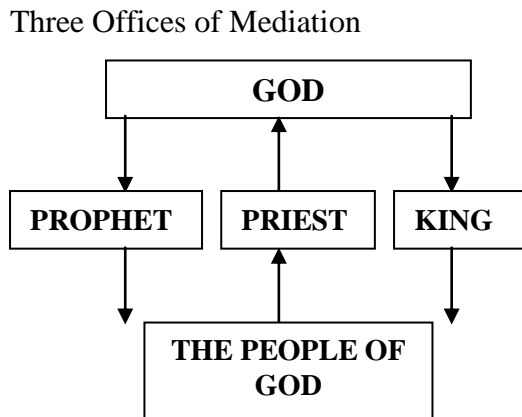 Three Offices of Mediation
GOD
PROPHET
PRIEST
KING
THE PEOPLE OF
GOD